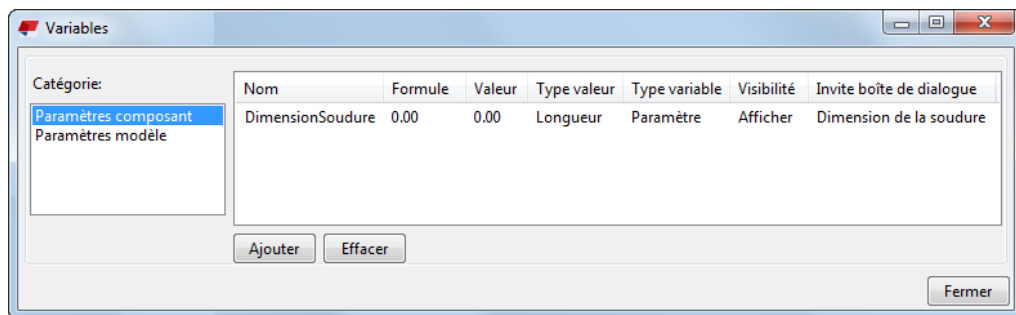 Variables
Catégorie:
Paramètres composant
Paramètres modèle
Nom Formule Valeur Type valeur Type variable Visibilité Invite boîte de dialogue
DimensionSoudure 0.00 0.00 Longueur Paramètre Afficher Dimension de la soudure
Ajouter Effacer
Fermer